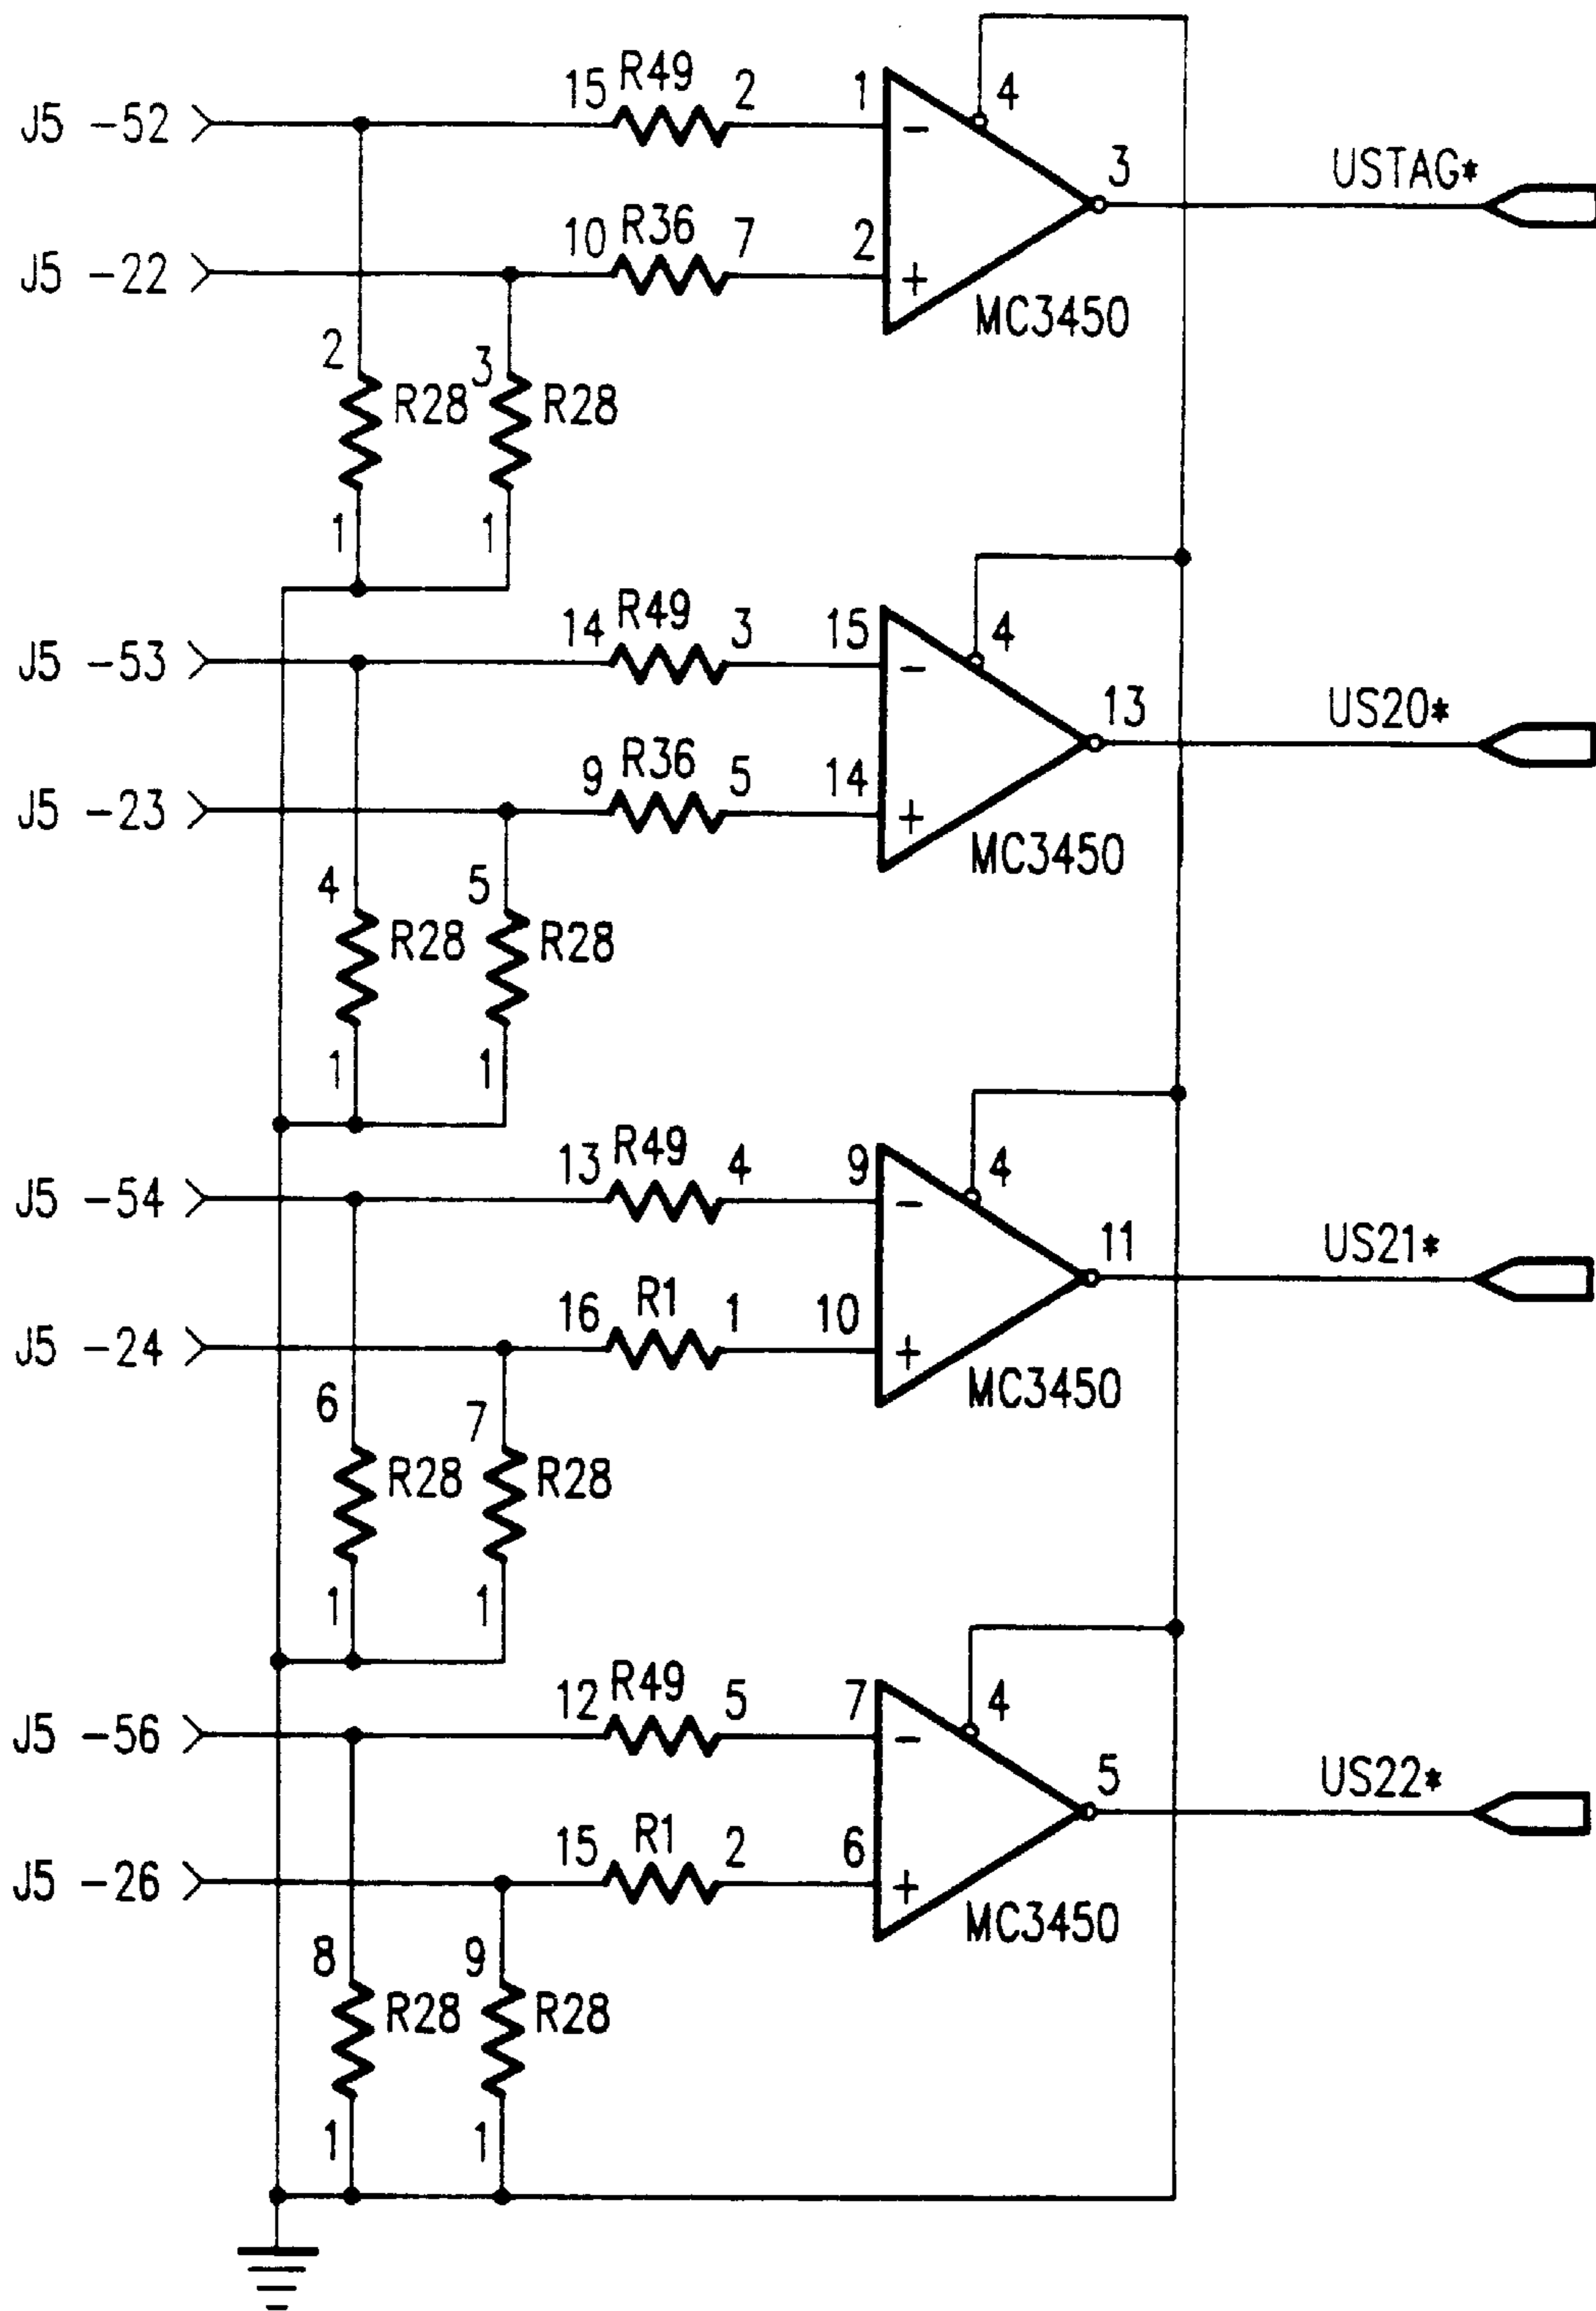 J5 -52 15 R49 2 1 - 4
3 USTAG*
J5 -22 10 R36 7 2 +
MC3450
2 R28 3 R28
1 1
J5 -53 14 R49 3 15 - 4
13 US20*
J5 -23 9 R36 5 14 +
MC3450
4 R28 5 R28
1 1
J5 -54 13 R49 4 9 - 4
11 US21*
J5 -24 16 R1 1 10 +
MC3450
6 R28 7 R28
1 1
J5 -56 12 R49 5 7 - 4
5 US22*
J5 -26 15 R1 2 6 +
MC3450
8 R28 9 R28
1 1